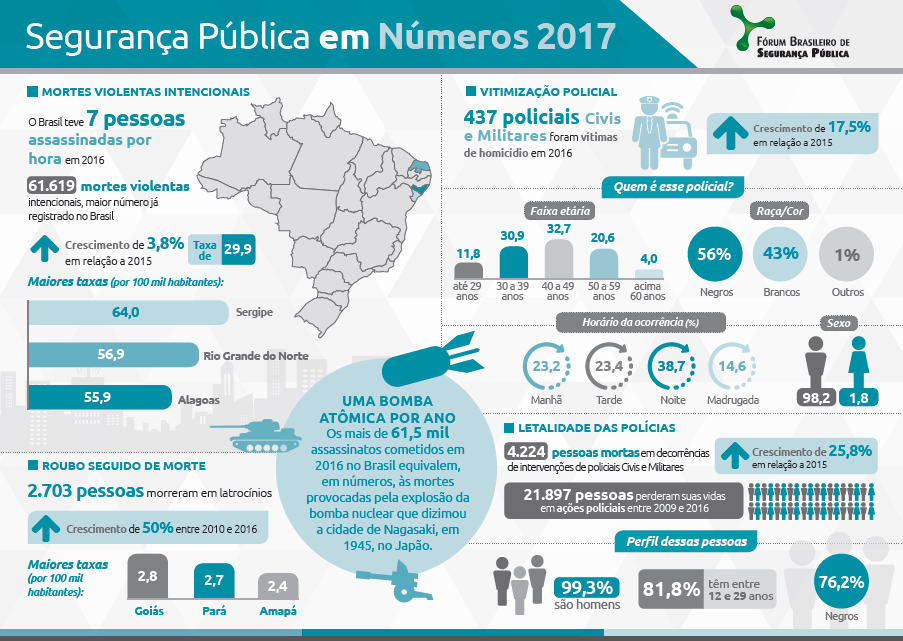 Segurança Pública em Números 2017
FÓRUM BRASILEIRO DE
SEGURANÇA PÚBLICA
MORTES VIOLENTAS INTENCIONAIS
O Brasil teve 7 pessoas
assassinadas por
hora em 2016
61.619 mortes violentas
intencionais, maior número já
registrado no Brasil
Crescimento de 3,8%
em relação a 2015
Taxa
de
29,9
Maiores taxas (por 100 mil habitantes):
64,0
Sergipe
56,9
Rio Grande do Norte
55,9
Alagoas
ROUBO SEGUIDO DE MORTE
2.703 pessoas morreram em latrocínios
Crescimento de 50% entre 2010 e 2016
Maiores taxas
(por 100 mil
habitantes):
2,8
2,7
2,4
Goiás
Pará
Amapá
UMA BOMBA
ATÔMICA POR ANO
Os mais de 61,5 mil
assassinatos cometidos em
2016 no Brasil equivalem,
em números, às mortes
provocadas pela explosão da
bomba nuclear que dizimou
a cidade de Nagasaki, em
1945, no Japão.
VITIMIZAÇÃO POLICIAL
437 policiais Civis
e Militares foram vítimas
de homicídio em 2016
Crescimento de 17,5%
em relação a 2015
Quem é esse policial?
Faixa etária
11,8
30,9
32,7
20,6
4,0
até 29
anos
30 a 39
anos
40 a 49
anos
50 a 59
anos
acima
60 anos
Raça/Cor
56%
43%
1%
Negros
Brancos
Outros
Horário da ocorrência (%)
23,2
23,4
38,7
14,6
Manhã
Tarde
Noite
Madrugada
Sexo
98,2
1,8
LETALIDADE DAS POLÍCIAS
4.224 pessoas mortas em decorrências
de intervenções de policiais Civis e Militares
Crescimento de 25,8%
em relação a 2015
21.897 pessoas perderam suas vidas
em ações policiais entre 2009 e 2016
Perfil dessas pessoas
99,3%
são homens
81,8%
têm entre
12 e 29 anos
76,2%
Negros